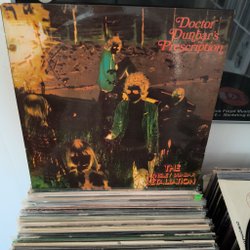 Doctor
Dunbar's
Prescription
THE
AYNSLEY DUNBAR
RETALIATION